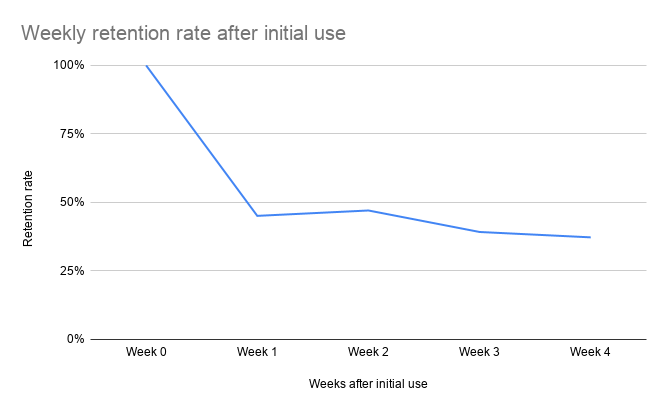 Weekly retention rate after initial use
100%
75%
50%
25%
0%
Retention rate
Week 0 Week 1 Week 2 Week 3 Week 4
Weeks after initial use